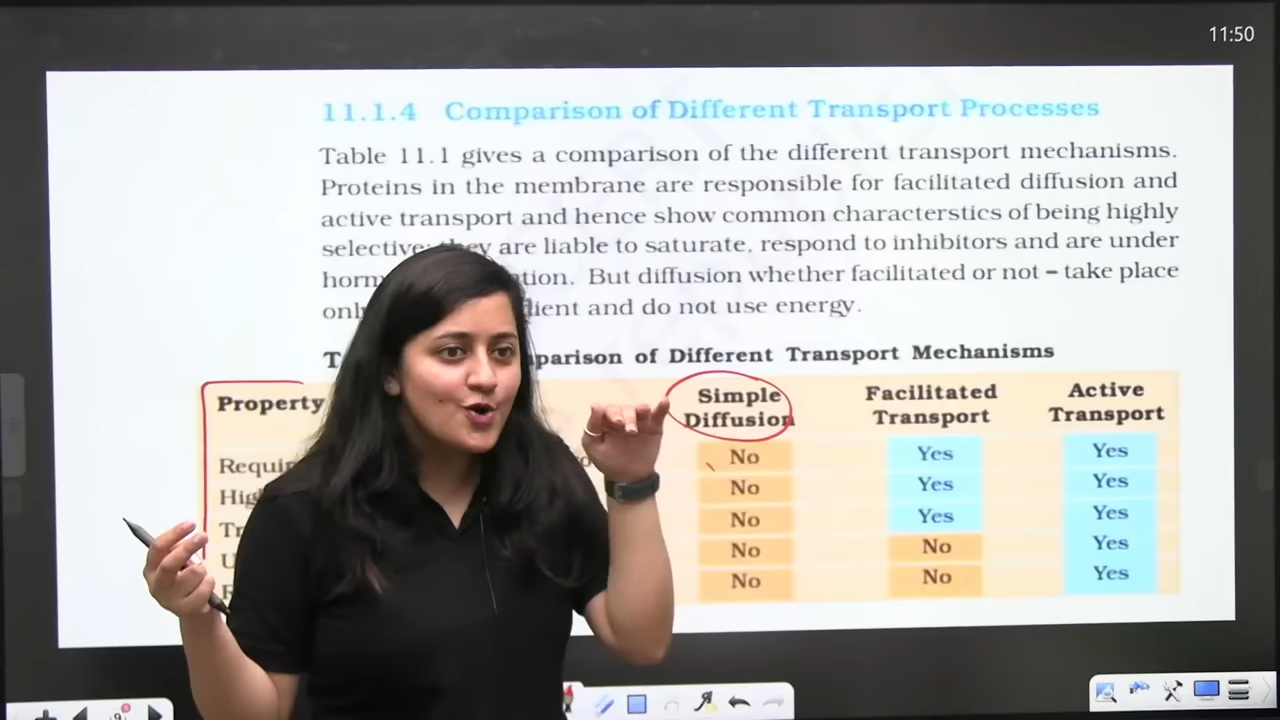 11:50
11.1.4 Comparison of Different Transport Processes
Table 11.1 gives a comparison of the different transport mechanisms.
Proteins in the membrane are responsible for facilitated diffusion and
active transport and hence show common characterstics of being highly
selective; they are liable to saturate, respond to inhibitors and are under
horm tion. But diffusion whether facilitated or not – take place
only dient and do not use energy.
T parison of Different Transport Mechanisms
Property Simple Diffusion Facilitated Transport Active Transport
Requir No Yes Yes
High No Yes Yes
Tr No Yes Yes
U No No Yes
R No No Yes